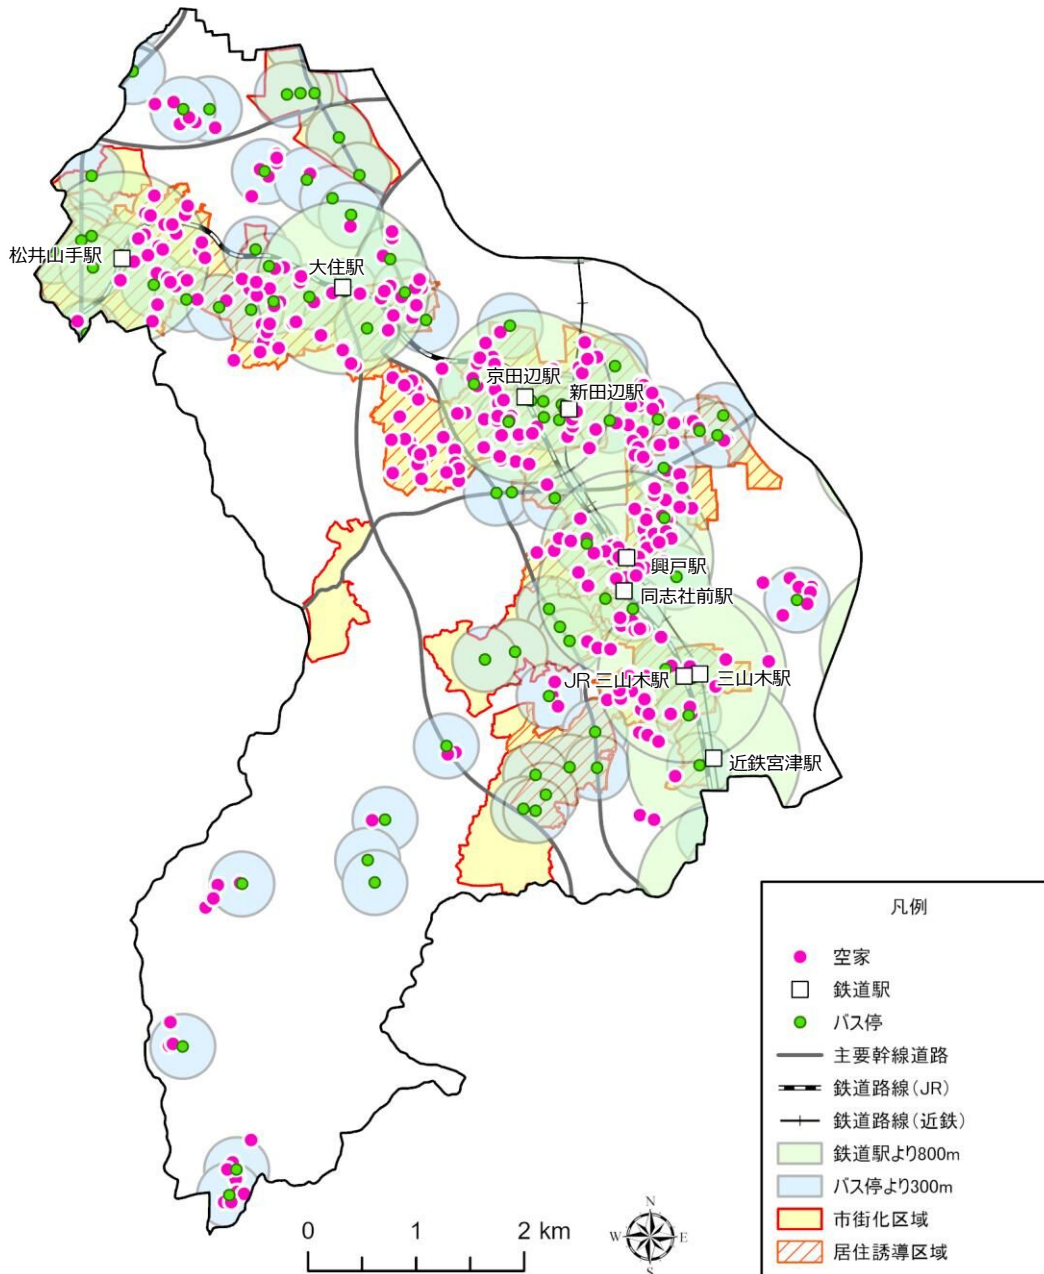 松井山手駅
大住駅
京田辺駅
新田辺駅
興戸駅
同志社前駅
JR 三山木駅
三山木駅
近鉄宮津駅
凡例
空家
鉄道駅
バス停
主要幹線道路
鉄道路線(JR)
鉄道路線(近鉄)
鉄道駅より800m
バス停より300m
市街化区域
居住誘導区域
0 1 2 km
N
W E
S